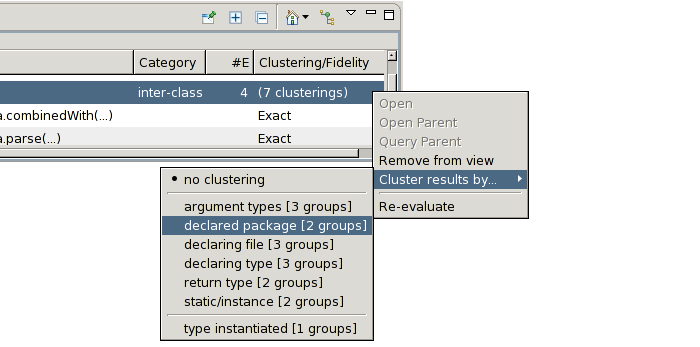 Category #E Clustering/Fidelity
inter-class 4 (7 clusterings)
a.combinedWith(...) Exact
a.parse(...) Exact
Open
Open Parent
Query Parent
Remove from view
Cluster results by...
Re-evaluate
no clustering
argument types [3 groups]
declared package [2 groups]
declaring file [3 groups]
declaring type [3 groups]
return type [2 groups]
static/instance [2 groups]
type instantiated [1 groups]